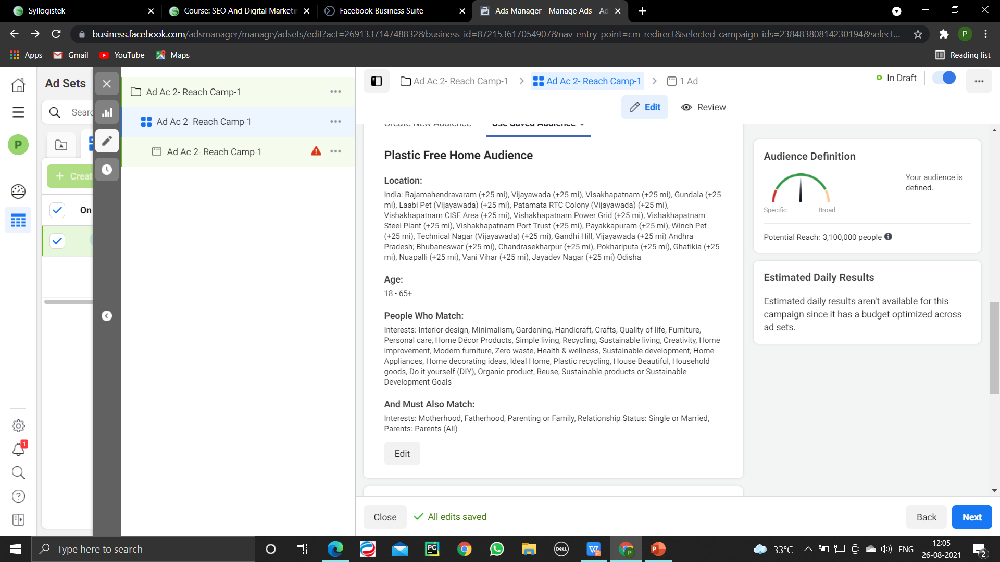 Syllogistek
Course: SEO And Digital Marketin
Facebook Business Suite
Ads Manager - Manage Ads - Ad
business.facebook.com/adsmanager/manage/adsets/edit?act=269133714748832&business_id=872153617054907&nav_entry_point=cm_redirect&selected_campaign_ids=23848380814230194&select...
P
Apps
Gmail
YouTube
Maps
Reading list
Ad Sets
Searc
P
+ Creat
On
1
Ad Ac 2- Reach Camp-1
Ad Ac 2- Reach Camp-1
Ad Ac 2- Reach Camp-1
Ad Ac 2- Reach Camp-1
Ad Ac 2- Reach Camp-1
1 Ad
In Draft
Edit
Review
Create New Audience
Use Saved Audience
Plastic Free Home Audience
Location:
India: Rajamahendravaram (+25 mi), Vijayawada (+25 mi), Visakhapatnam (+25 mi), Gundala (+25
mi), Laabi Pet (Vijayawada) (+25 mi), Patamata RTC Colony (Vijayawada) (+25 mi),
Vishakhapatnam CISF Area (+25 mi), Vishakhapatnam Power Grid (+25 mi), Vishakhapatnam
Steel Plant (+25 mi), Vishakhapatnam Port Trust (+25 mi), Payakkapuram (+25 mi), Winch Pet
(+25 mi), Technical Nagar (Vijayawada) (+25 mi), Gandhi Hill, Vijayawada (+25 mi) Andhra
Pradesh; Bhubaneswar (+25 mi), Chandrasekharpur (+25 mi), Pokhariputa (+25 mi), Ghatikia (+25
mi), Nuapalli (+25 mi), Vani Vihar (+25 mi), Jayadev Nagar (+25 mi) Odisha
Age:
18 - 65+
People Who Match:
Interests: Interior design, Minimalism, Gardening, Handicraft, Crafts, Quality of life, Furniture,
Personal care, Home Décor Products, Simple living, Recycling, Sustainable living, Creativity, Home
improvement, Modern furniture, Zero waste, Health & wellness, Sustainable development, Home
Appliances, Home decorating ideas, Ideal Home, Plastic recycling, House Beautiful, Household
goods, Do it yourself (DIY), Organic product, Reuse, Sustainable products or Sustainable
Development Goals
And Must Also Match:
Interests: Motherhood, Fatherhood, Parenting or Family, Relationship Status: Single or Married,
Parents: Parents (All)
Edit
Audience Definition
Your audience is
defined.
Specific
Broad
Potential Reach: 3,100,000 people
Estimated Daily Results
Estimated daily results aren't available for this
campaign since it has a budget optimized across
ad sets.
Close
All edits saved
Back
Next
Type here to search
PC
DELL
P
P
33°C
ENG
12:05
26-08-2021
2